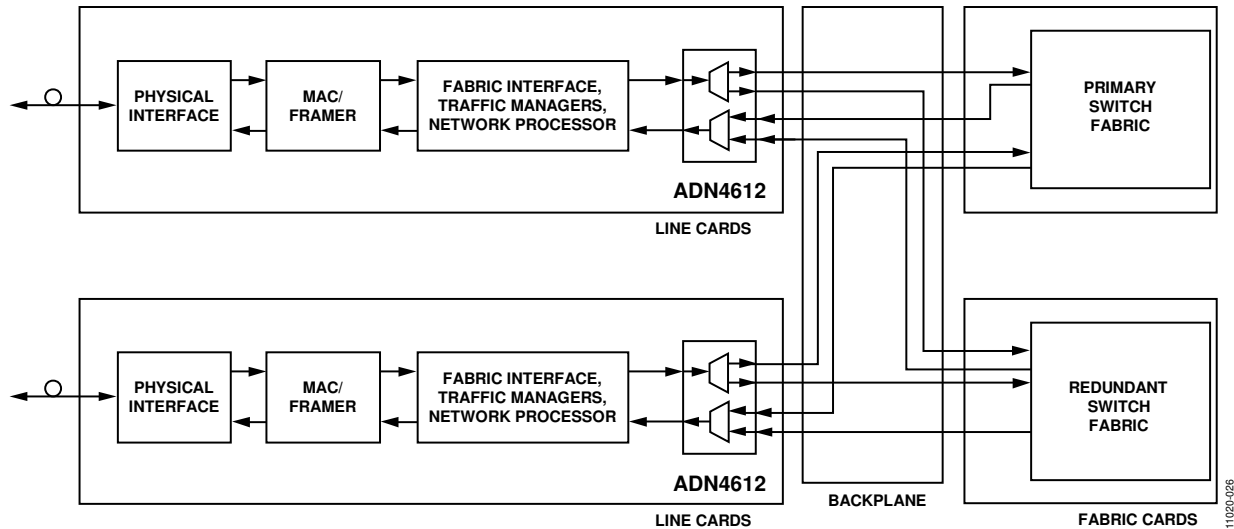 PHYSICAL
INTERFACE
MAC/
FRAMER
FABRIC INTERFACE,
TRAFFIC MANAGERS,
NETWORK PROCESSOR
ADN4612
LINE CARDS
PRIMARY
SWITCH
FABRIC
PHYSICAL
INTERFACE
MAC/
FRAMER
FABRIC INTERFACE,
TRAFFIC MANAGERS,
NETWORK PROCESSOR
ADN4612
LINE CARDS
BACKPLANE
REDUNDANT
SWITCH
FABRIC
FABRIC CARDS
11020-026